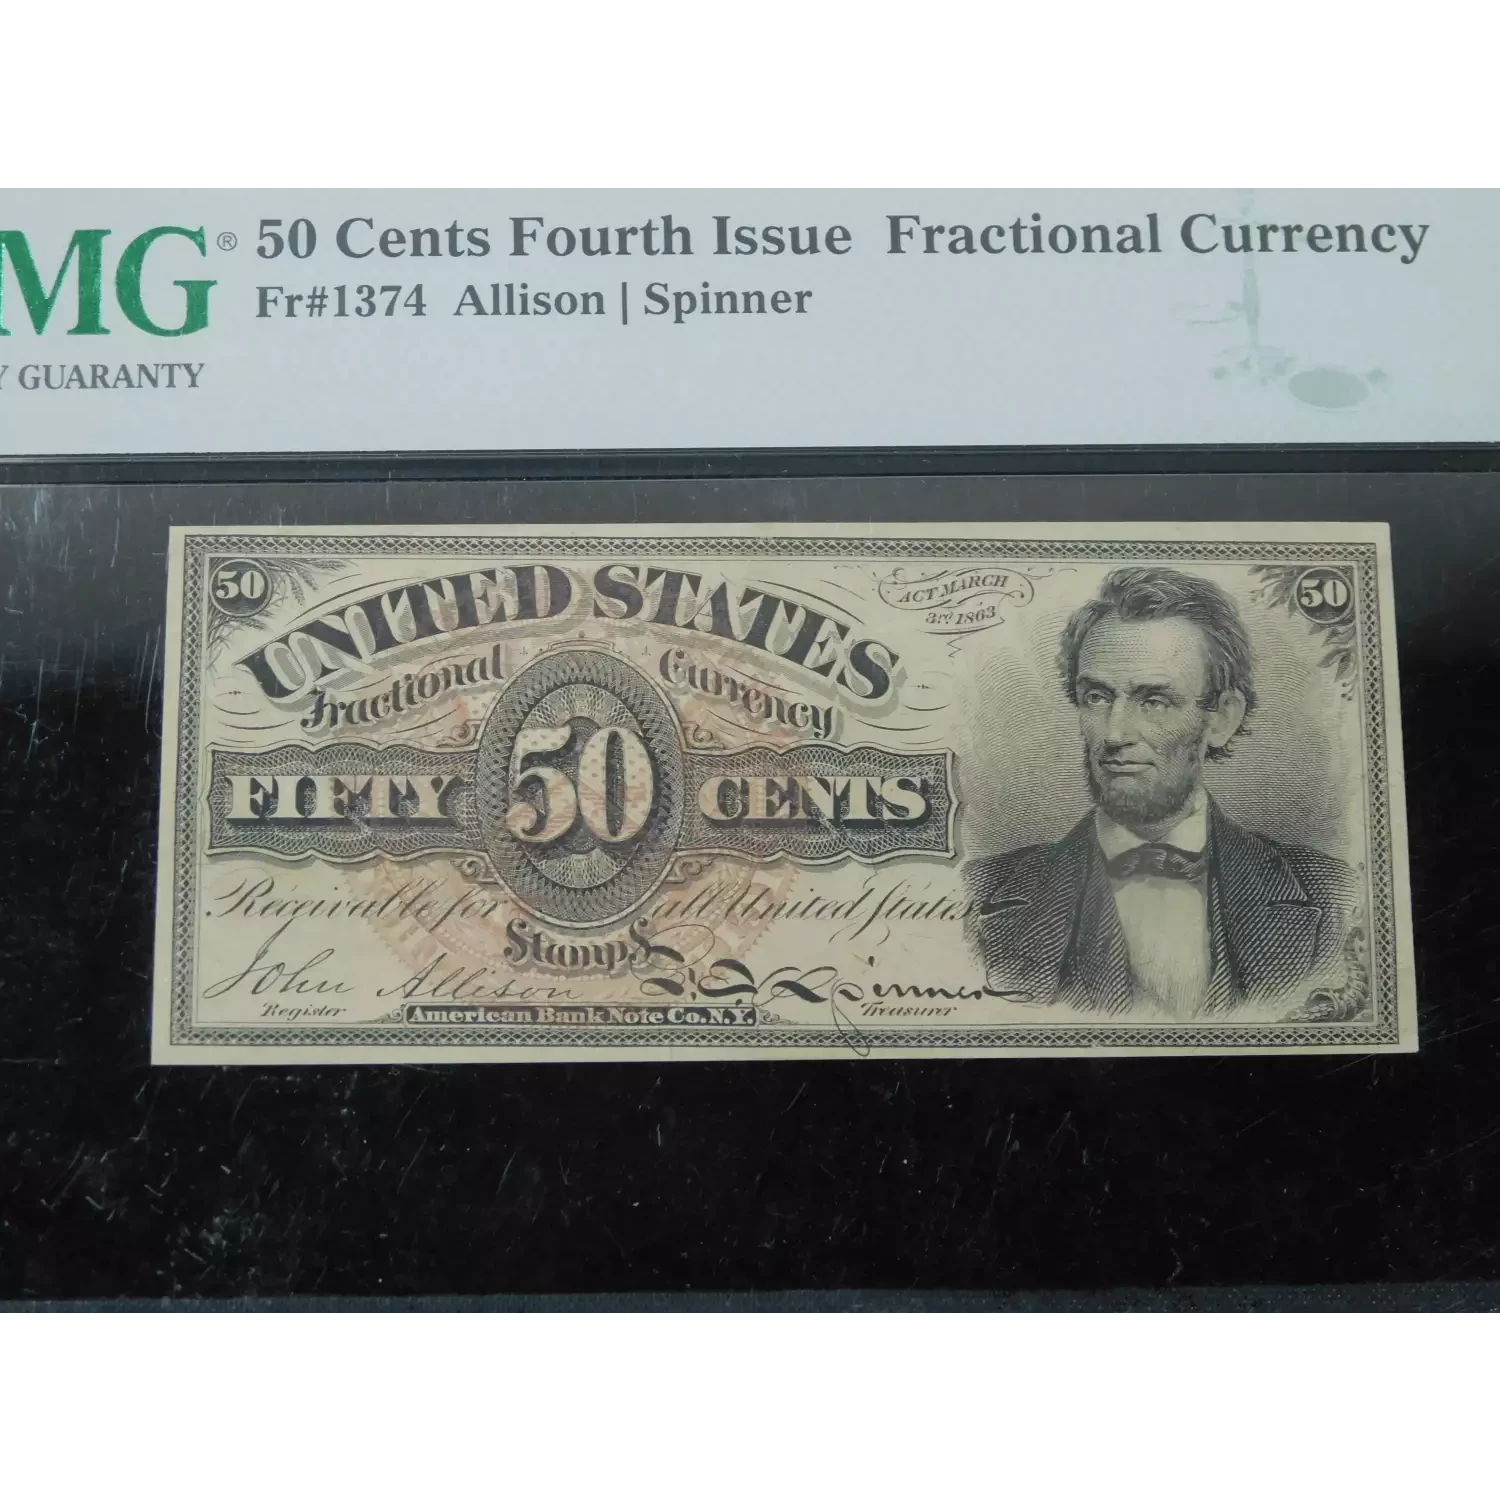 MG® 50 Cents Fourth Issue Fractional Currency
Fr#1374 Allison | Spinner
Y GUARANTY
50 UNITED STATES ACT MARCH 50
3rd 1863
Fractional Currency
FIFTY 50 CENTS
Receivable for all United States
Stamps
John Allison F. E. Spinner
Register American Bank Note Co. N.Y. Treasurer